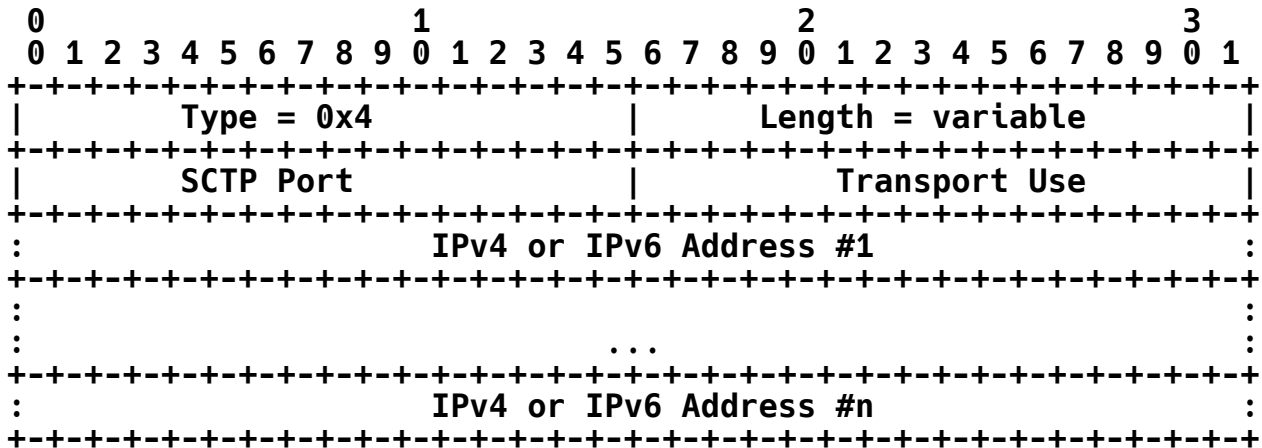 0                   1                   2                   3
 0 1 2 3 4 5 6 7 8 9 0 1 2 3 4 5 6 7 8 9 0 1 2 3 4 5 6 7 8 9 0 1
+-+-+-+-+-+-+-+-+-+-+-+-+-+-+-+-+-+-+-+-+-+-+-+-+-+-+-+-+-+-+-+-+
|        Type = 0x4             |      Length = variable        |
+-+-+-+-+-+-+-+-+-+-+-+-+-+-+-+-+-+-+-+-+-+-+-+-+-+-+-+-+-+-+-+-+
|        SCTP Port              |          Transport Use        |
+-+-+-+-+-+-+-+-+-+-+-+-+-+-+-+-+-+-+-+-+-+-+-+-+-+-+-+-+-+-+-+-+
:                     IPv4 or IPv6 Address #1                   :
+-+-+-+-+-+-+-+-+-+-+-+-+-+-+-+-+-+-+-+-+-+-+-+-+-+-+-+-+-+-+-+-+
:                                                               :
:                              ...                              :
+-+-+-+-+-+-+-+-+-+-+-+-+-+-+-+-+-+-+-+-+-+-+-+-+-+-+-+-+-+-+-+-+
:                     IPv4 or IPv6 Address #n                   :
+-+-+-+-+-+-+-+-+-+-+-+-+-+-+-+-+-+-+-+-+-+-+-+-+-+-+-+-+-+-+-+-+